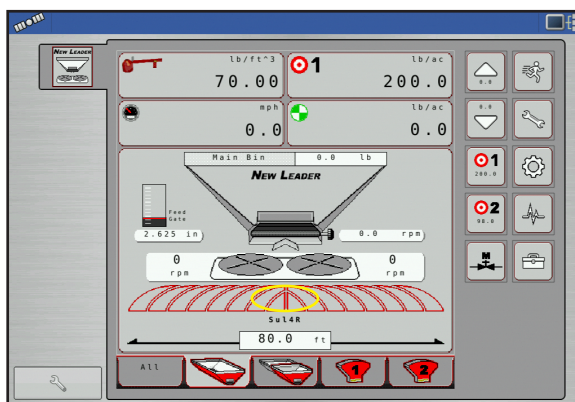 NEW LEADER
lb/ft^3
70.00
1
lb/ac
200.0
mph
0.0
lb/ac
0.0
0.0
0.0
1
200.0
2
98.0
M
Main Bin 0.0 lb
NEW LEADER
Feed
Gate
2.625 in
0.0 rpm
0
rpm
0
rpm
Sul4R
80.0 ft
All
1
2